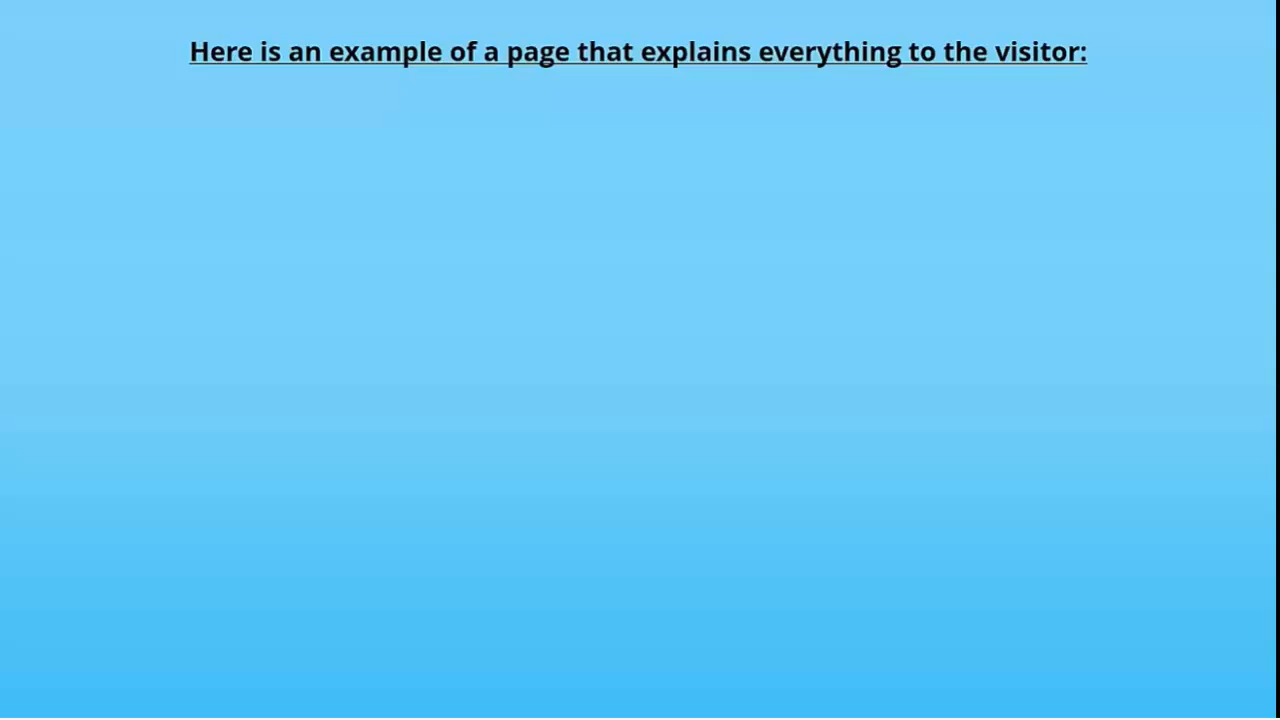 Here is an example of a page that explains everything to the visitor: